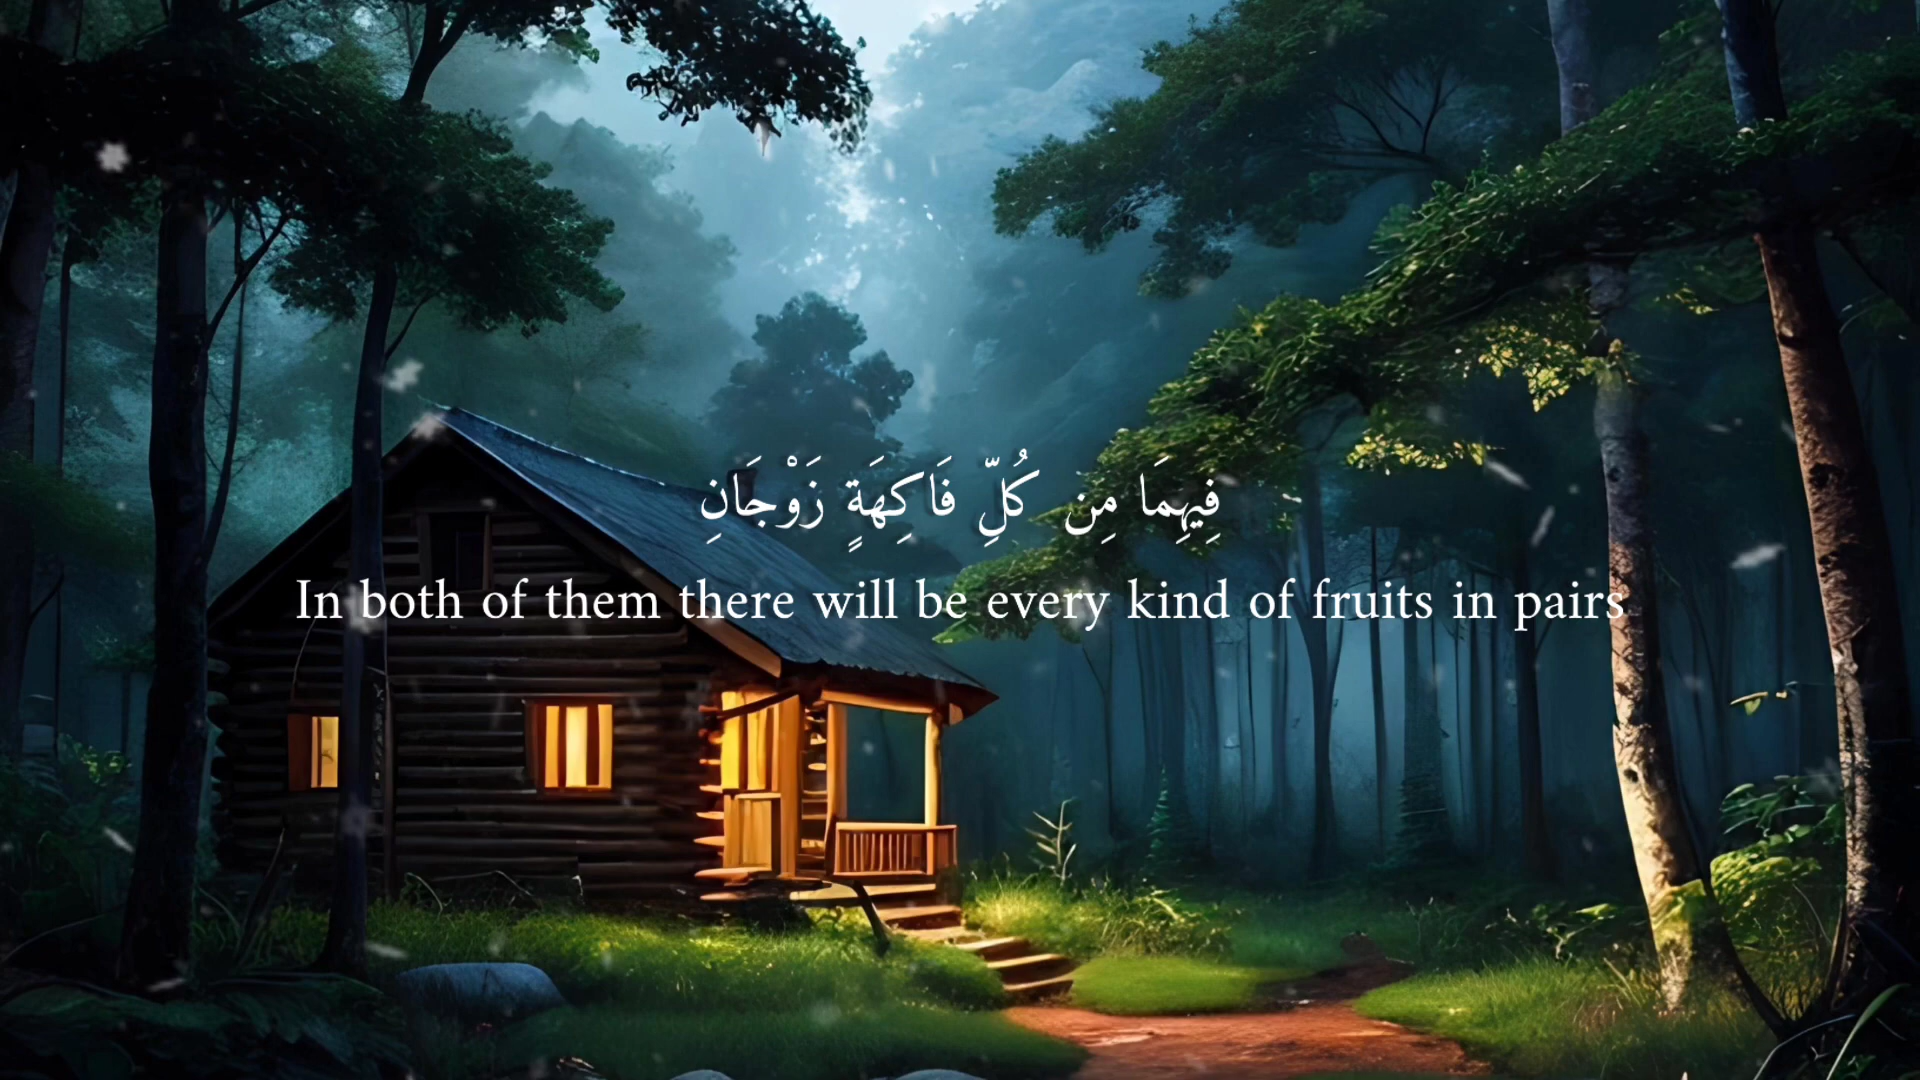 فِيهِمَا مِن كُلِّ فَاكِهَةٍ زَوْجَانِ
In both of them there will be every kind of fruits in pairs